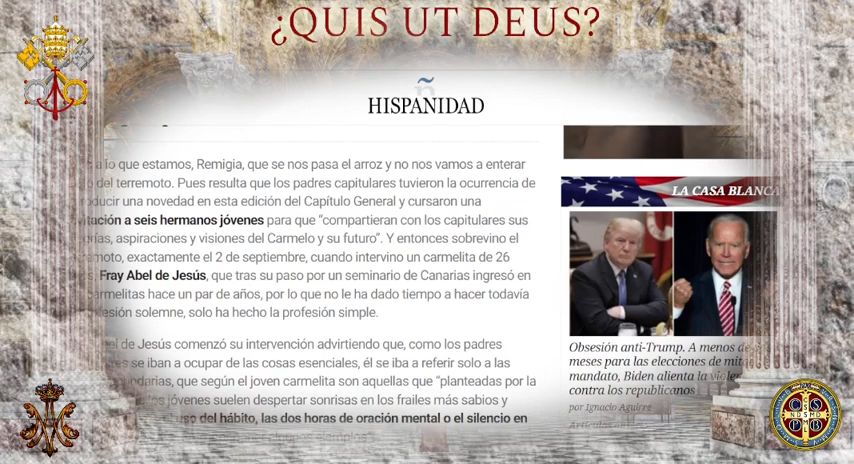 ¿QUIS UT DEUS?
ñ
HISPANIDAD
lo que estamos, Remigia, que se nos pasa el arroz y no nos vamos a enterar
del terremoto. Pues resulta que los padres capitulares tuvieron la ocurrencia de
ducir una novedad en esta edición del Capítulo General y cursaron una
itación a seis hermanos jóvenes para que “compartieran con los capitulares sus
aspiraciones y visiones del Carmelo y su futuro”. Y entonces sobrevino el
amoto, exactamente el 2 de septiembre, cuando intervino un carmelita de 26
Fray Abel de Jesús, que tras su paso por un seminario de Canarias ingresó en
armelitas hace un par de años, por lo que no le ha dado tiempo a hacer todavía
esión solemne, solo ha hecho la profesión simple.
el de Jesús comenzó su intervención advirtiendo que, como los padres
se iban a ocupar de las cosas esenciales, él se iba a referir solo a las
undarias, que según el joven carmelita son aquellas que “planteadas por la
jóvenes suelen despertar sonrisas en los frailes más sabios y
so del hábito, las dos horas de oración mental o el silencio en
LA CASA BLANCA
Obsesión anti-Trump. A menos de
meses para las elecciones de mit
mandato, Biden alienta la
contra los republicanos
por Ignacio Aguirre